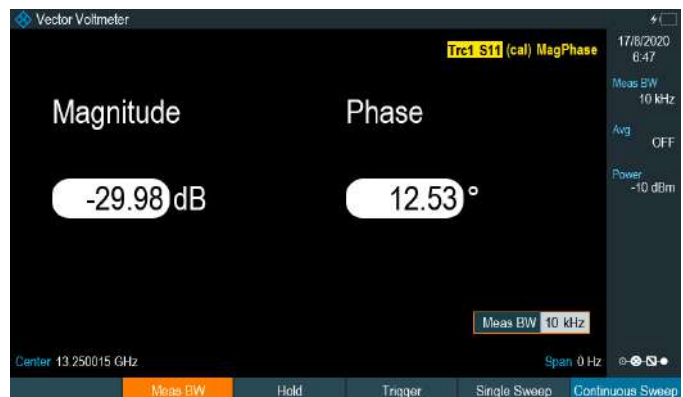 Vector Voltmeter
Trc1 S11 (cal) MagPhase
17/8/2020
6:47
Meas BW
10 kHz
Avg
OFF
Power
-10 dBm
Magnitude
Phase
-29.98 dB
12.53 °
Meas BW 10 kHz
Center 13.250015 GHz
Span 0 Hz
Meas BW
Hold
Trigger
Single Sweep
Continuous Sweep